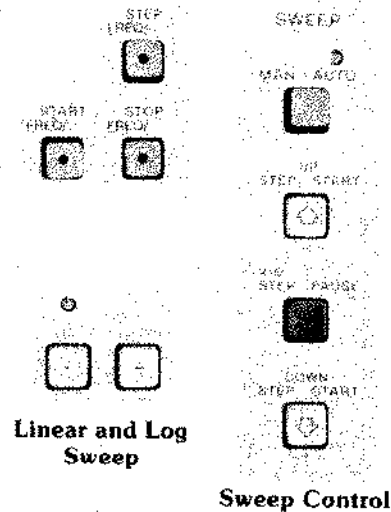 STEP
FREQ
START
FREQ
STOP
FREQ
Linear and Log
Sweep
SWEEP
MAN AUTO
UP
STEP START
STEP PAUSE
DOWN
STEP START
Sweep Control